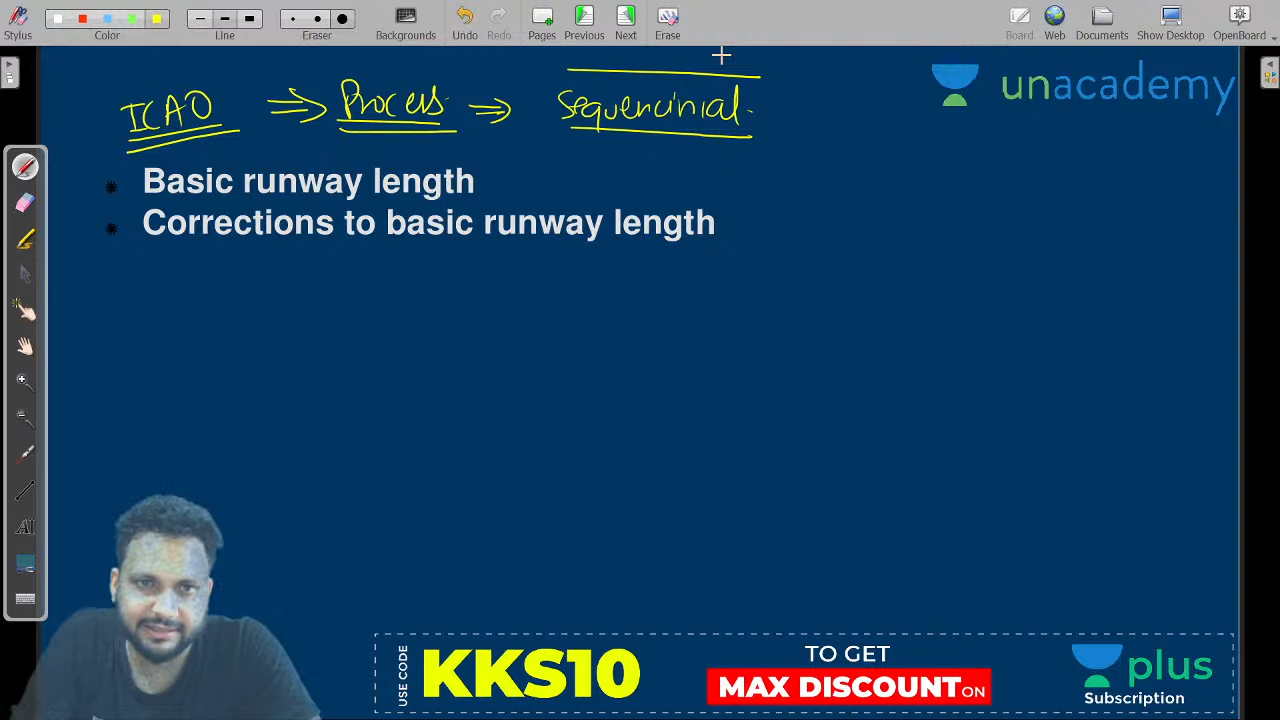 Stylus
Color
Line
Eraser
Backgrounds
Undo
Redo
Pages
Previous
Next
Erase
Board
Web
Documents
Show Desktop
OpenBoard
unacademy
ICAO ⇒ Process ⇒ Sequencinial
Basic runway length
Corrections to basic runway length
AI
USE CODE
KKS10
TO GET
MAX DISCOUNT ON
plus
Subscription